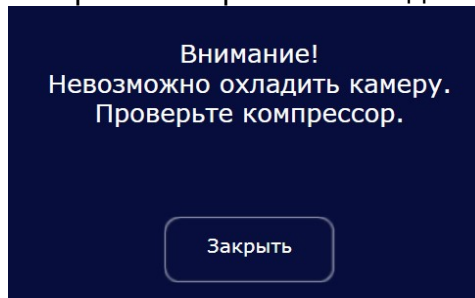 Внимание!
Невозможно охладить камеру.
Проверьте компрессор.
Закрыть